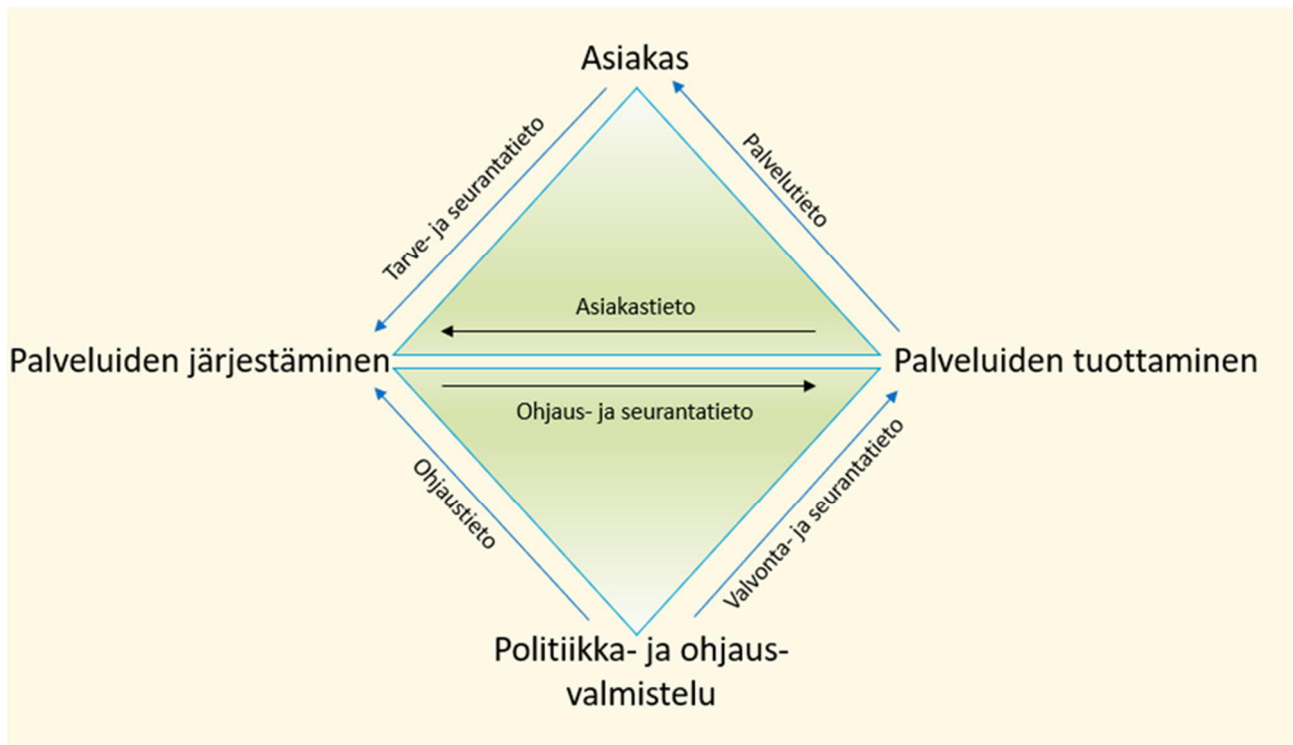 Asiakas
Tarve- ja seurantatieto
Palvelutieto
Asiakastieto
Palveluiden järjestäminen
Palveluiden tuottaminen
Ohjaus- ja seurantatieto
Ohjaustieto
Valvonta- ja seurantatieto
Politiikka- ja ohjaus-
valmistelu